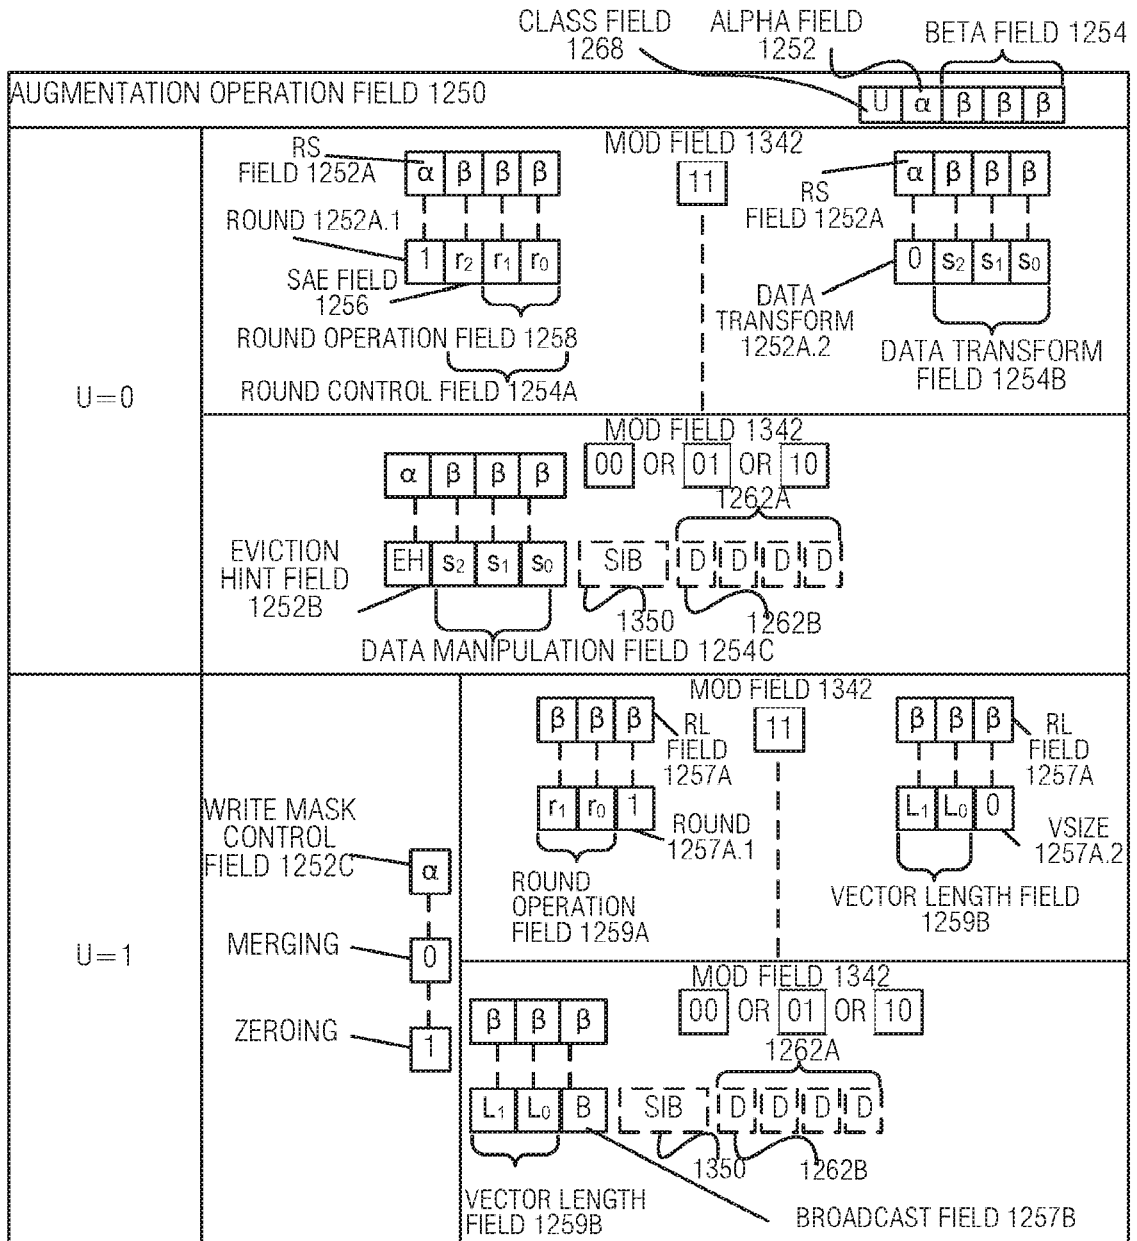 CLASS FIELD 1268
ALPHA FIELD 1252
BETA FIELD 1254
AUGMENTATION OPERATION FIELD 1250
U α β β β
U=0
RS FIELD 1252A
α β β β
MOD FIELD 1342
11
α β β β
RS FIELD 1252A
ROUND 1252A.1
1 r2 r1 r0
0 s2 s1 s0
SAE FIELD 1256
DATA TRANSFORM 1252A.2
ROUND OPERATION FIELD 1258
DATA TRANSFORM FIELD 1254B
ROUND CONTROL FIELD 1254A
MOD FIELD 1342
00 OR 01 OR 10
α β β β
1262A
EVICTION HINT FIELD 1252B
EH s2 s1 s0
SIB
D D D D
1350
1262B
DATA MANIPULATION FIELD 1254C
U=1
WRITE MASK CONTROL FIELD 1252C
α
MERGING
0
ZEROING
1
MOD FIELD 1342
11
β β β
RL FIELD 1257A
r1 r0 1
ROUND 1257A.1
ROUND OPERATION FIELD 1259A
β β β
RL FIELD 1257A
L1 L0 0
VSIZE 1257A.2
VECTOR LENGTH FIELD 1259B
MOD FIELD 1342
00 OR 01 OR 10
β β β
1262A
L1 L0 B
SIB
D D D D
1350
1262B
VECTOR LENGTH FIELD 1259B
BROADCAST FIELD 1257B